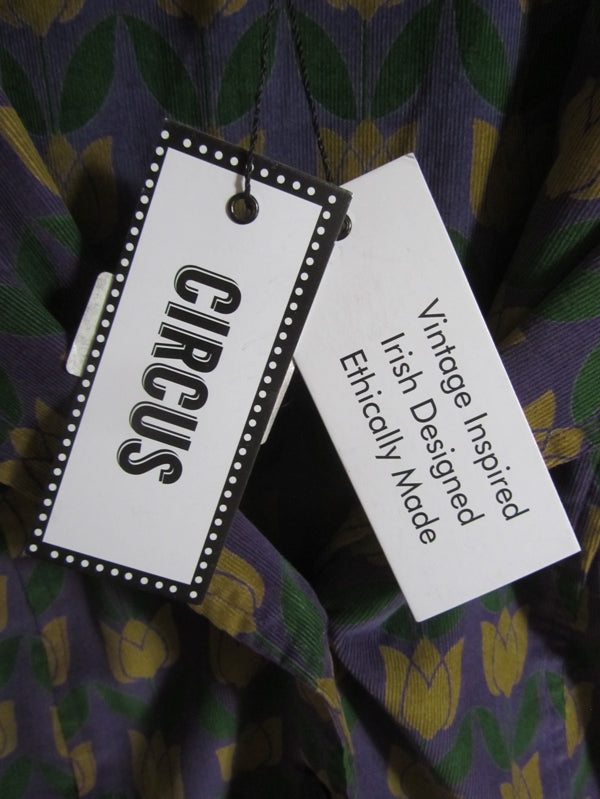 CIRCUS
Vintage Inspired
Irish Designed
Ethically Made